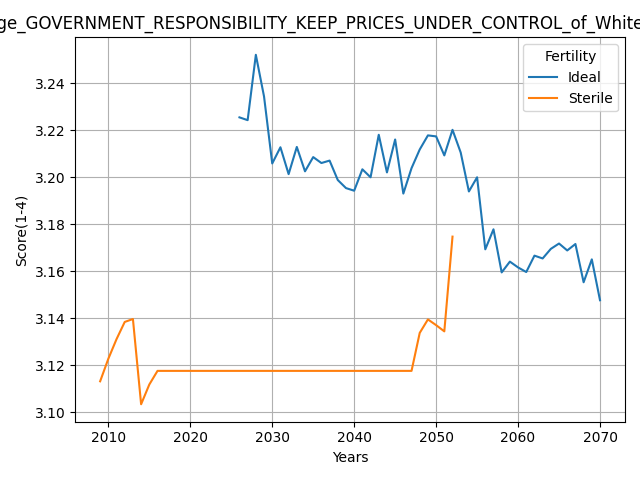 ge_GOVERNMENT_RESPONSIBILITY_KEEP_PRICES_UNDER_CONTROL_of_White
Fertility
Ideal
Sterile
Score(1-4)
3.24
3.22
3.20
3.18
3.16
3.14
3.12
3.10
2010 2020 2030 2040 2050 2060 2070
Years